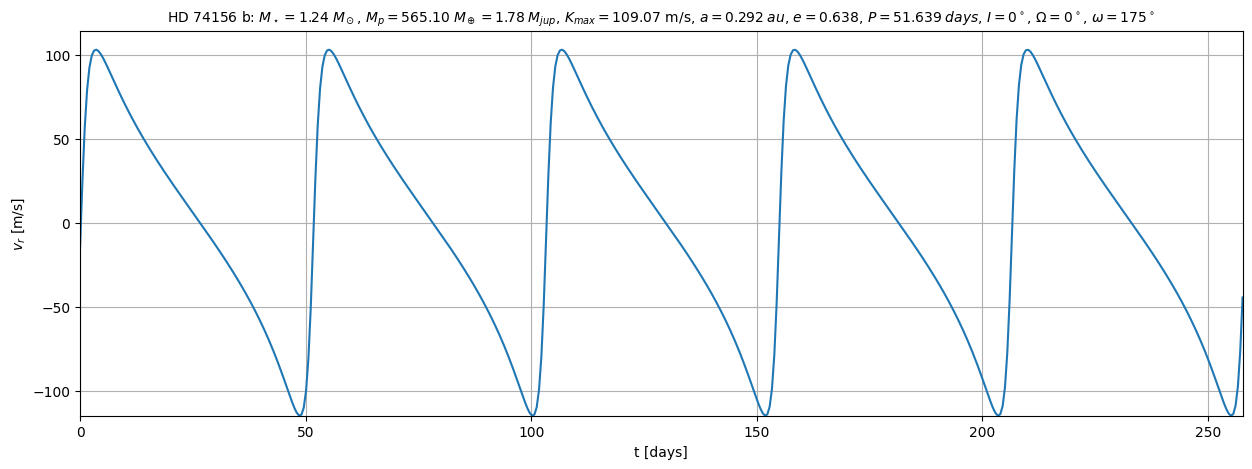 HD 74156 b: M⋆ = 1.24 M⊙, Mp = 565.10 M⊕ = 1.78 Mjup, Kmax = 109.07 m/s, a = 0.292 au, e = 0.638, P = 51.639 days, I = 0°, Ω = 0°, ω = 175°
100
50
0
−50
−100
vr [m/s]
0 50 100 150 200 250
t [days]